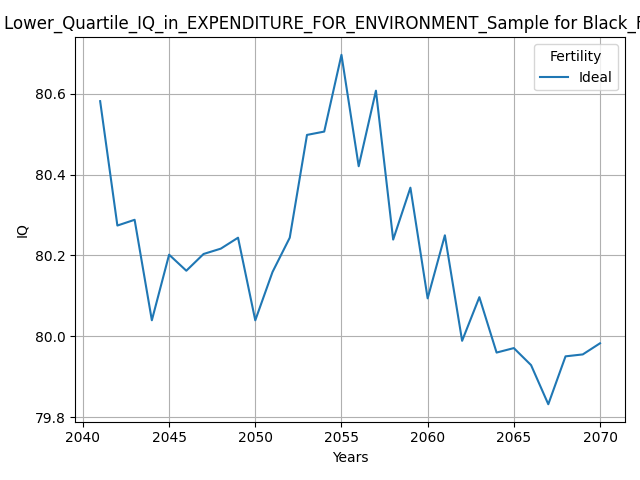 Lower_Quartile_IQ_in_EXPENDITURE_FOR_ENVIRONMENT_Sample for Black_
Fertility
Ideal
80.6
80.4
80.2
80.0
79.8
IQ
2040 2045 2050 2055 2060 2065 2070
Years